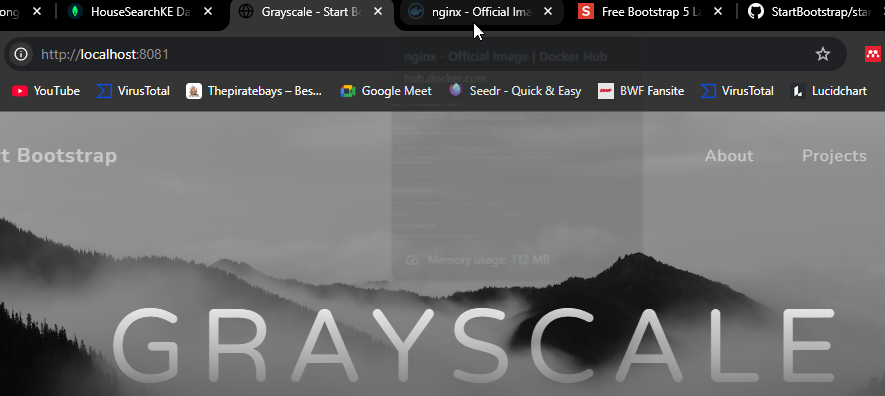 ong
HouseSearchKE Da
Grayscale - Start Bo
nginx - Official Ima
Free Bootstrap 5 La
StartBootstrap/star
http://localhost:8081
YouTube
VirusTotal
Thepiratebays – Bes...
Google Meet
Seedr - Quick & Easy
BWF Fansite
VirusTotal
Lucidchart
nginx - Official Image | Docker Hub
hub.docker.com
Memory usage: 112 MB
t Bootstrap
About
Projects
GRAYSCALE